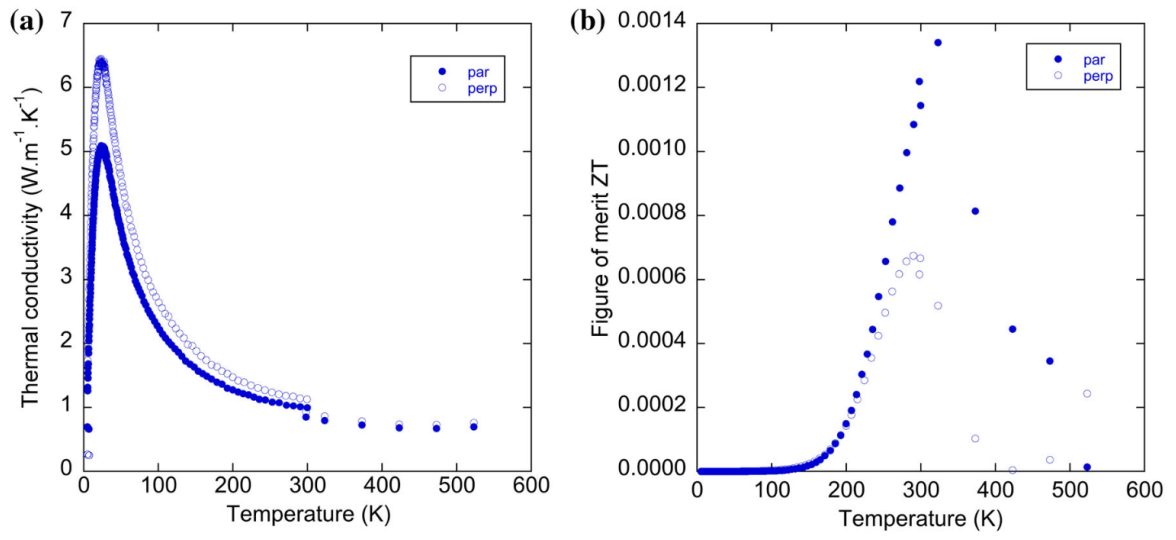 (a)
7
6
5
4
3
2
1
0
Thermal conductivity (W.m⁻¹.K⁻¹)
par
perp
0 100 200 300 400 500 600
Temperature (K)
(b)
0.0014
0.0012
0.0010
0.0008
0.0006
0.0004
0.0002
0.0000
Figure of merit ZT
par
perp
0 100 200 300 400 500 600
Temperature (K)